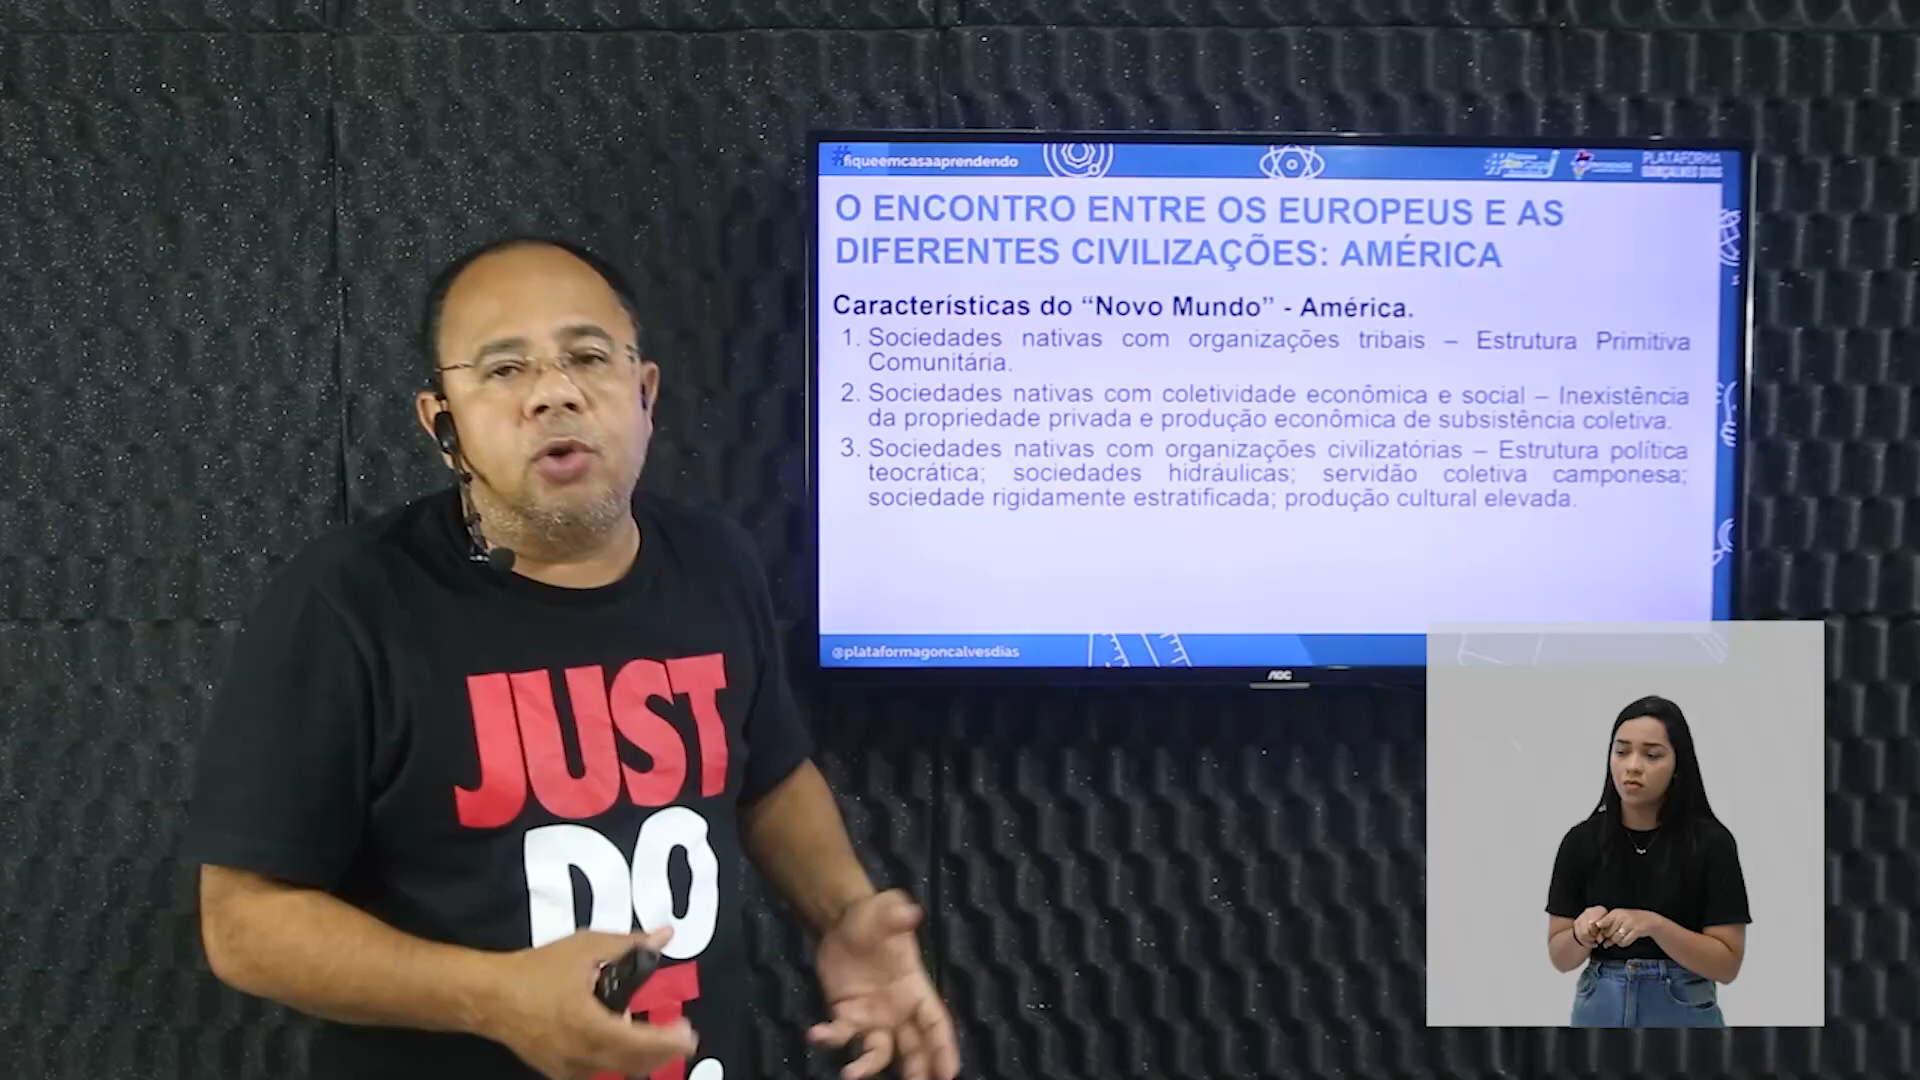 #fiqueemcasaaprendendo
PLATAFORMA
GONÇALVES DIAS
O ENCONTRO ENTRE OS EUROPEUS E AS
DIFERENTES CIVILIZAÇÕES: AMÉRICA
Características do “Novo Mundo” - América.
1. Sociedades nativas com organizações tribais – Estrutura Primitiva
Comunitária.
2. Sociedades nativas com coletividade econômica e social – Inexistência
da propriedade privada e produção econômica de subsistência coletiva.
3. Sociedades nativas com organizações civilizatórias – Estrutura política
teocrática; sociedades hidráulicas; servidão coletiva camponesa;
sociedade rigidamente estratificada; produção cultural elevada.
@plataformagoncalvesdias
AOC
JUST
DO
IT.